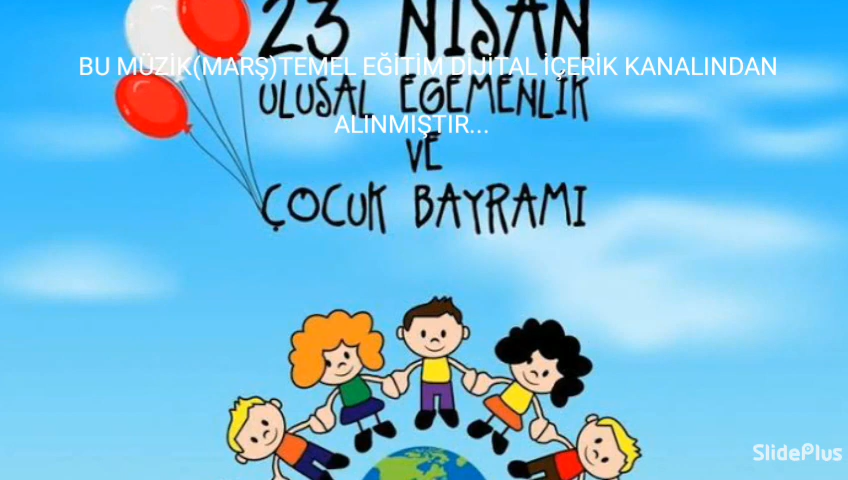 23 NİSAN
BU MÜZİK(MARŞ)TEMEL EĞİTİM DİJİTAL İÇERİK KANALINDAN
ULUSAL EGEMENLİK
ALINMIŞTIR...
VE
ÇOCUK BAYRAMI
SlidePlus